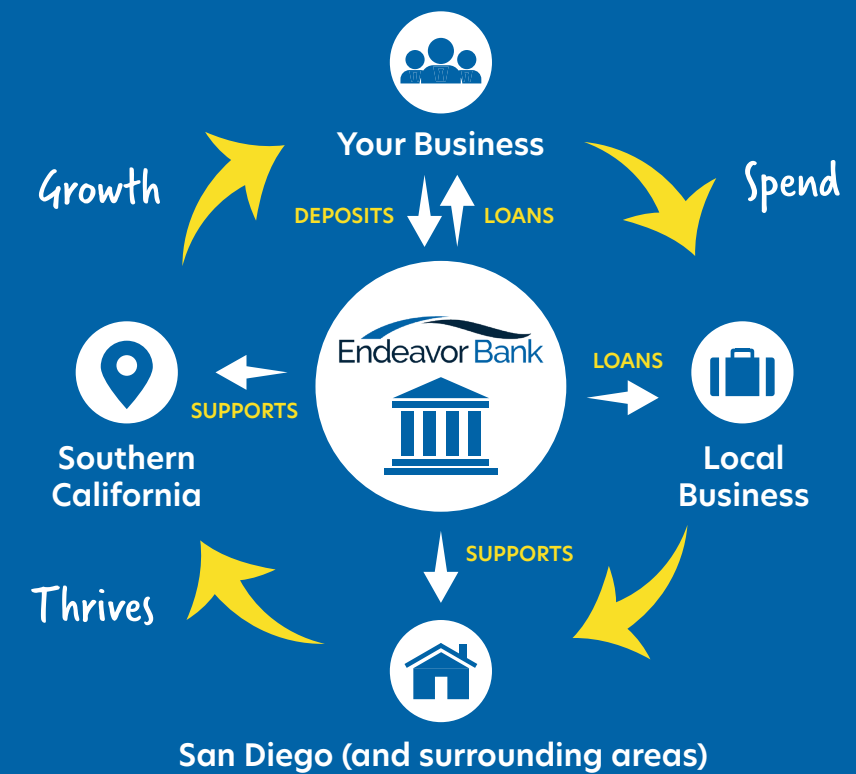 Your Business
Growth
Spend
DEPOSITS
LOANS
Endeavor Bank
LOANS
SUPPORTS
Southern
California
Local
Business
SUPPORTS
Thrives
San Diego (and surrounding areas)